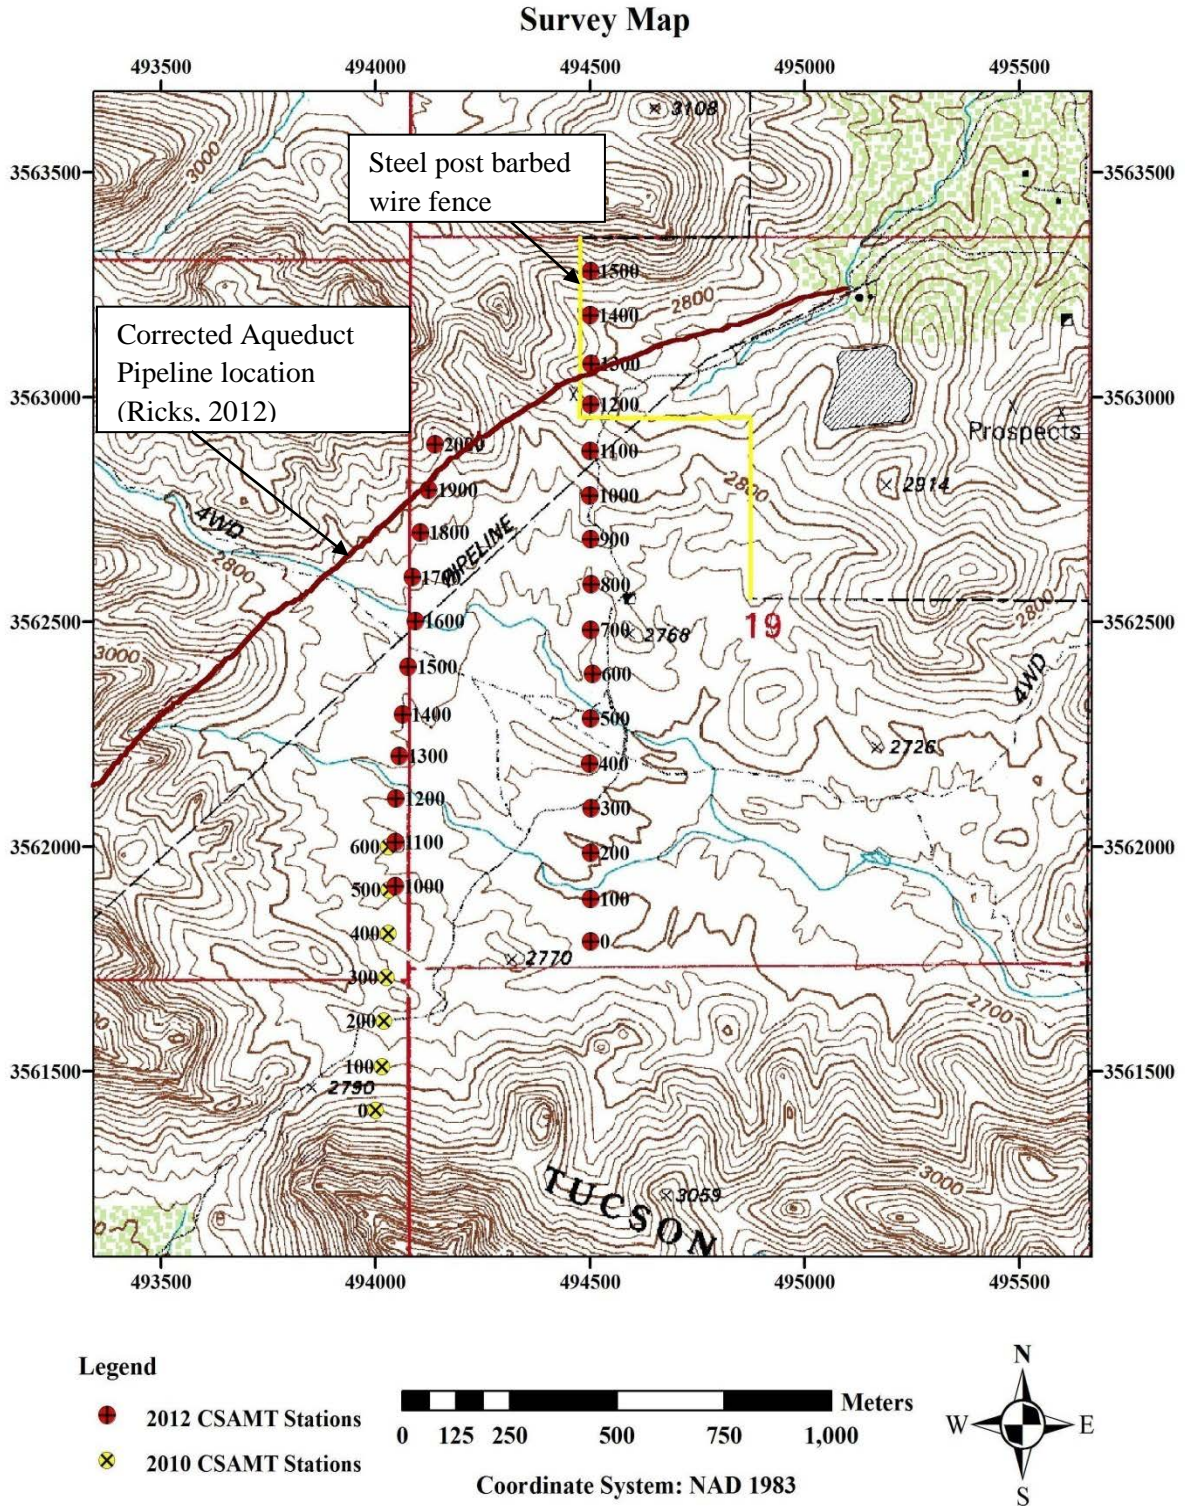 Survey Map
493500 494000 494500 495000 495500
3108
3000
Steel post barbed
wire fence
3563500 3563500
1500
2800
1400
Corrected Aqueduct
Pipeline location
(Ricks, 2012)
1300
3563000 3563000
1200
Prospects
2000
1100
2800
2914
1900
1000
4WD
1800
PIPELINE
900
2800
1700
800
2800
3562500 3562500
1600
700
2768
19
3000
1500
600
4WD
1400
500
2726
1300
400
1200
300
3562000 3562000
600
1100
200
500
1000
100
400
0
2770
300
2700
200
3561500 3561500
100
2790
0
3000
TUCSON
3059
493500 494000 494500 495000 495500
Legend
2012 CSAMT Stations
2010 CSAMT Stations
Meters
0 125 250 500 750 1,000
Coordinate System: NAD 1983
N
W E
S